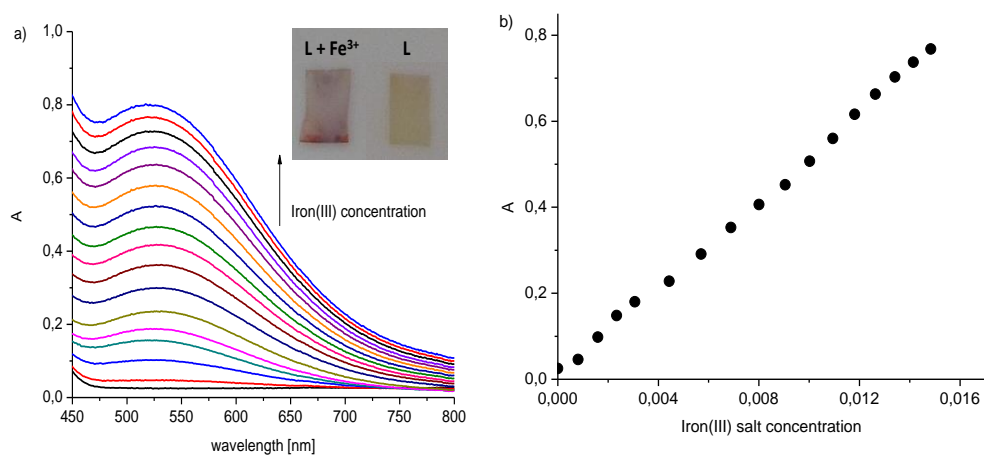 a)
L + Fe³⁺ L
Iron(III) concentration
A
1,0
0,8
0,6
0,4
0,2
0,0
450 500 550 600 650 700 750 800
wavelength [nm]
b)
A
0,8
0,6
0,4
0,2
0,0
0,000 0,004 0,008 0,012 0,016
Iron(III) salt concentration